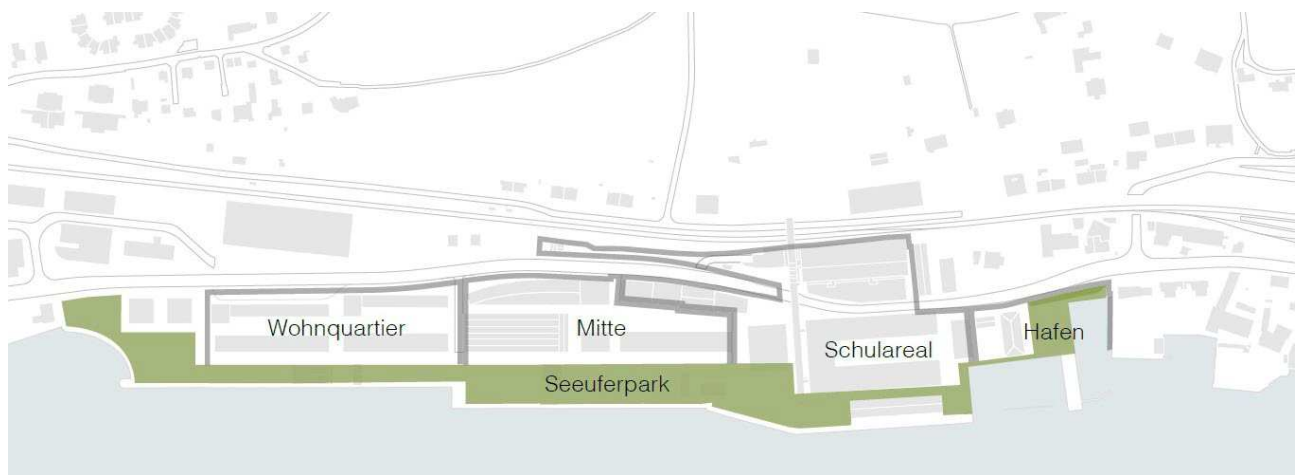 Wohnquartier
Mitte
Schulareal
Hafen
Seeuferpark